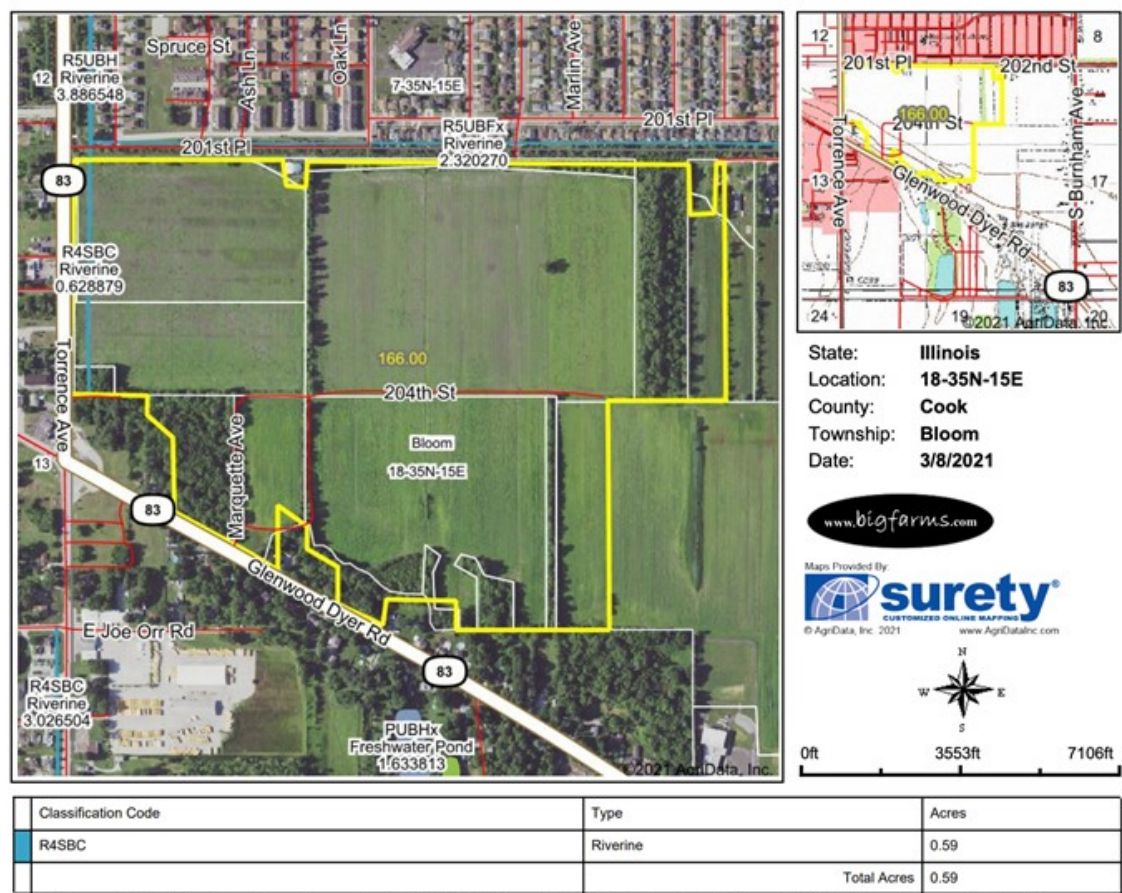 Spruce St
Ash Ln
Oak Ln
Marlin Ave
12
R5UBH
Riverine
3.886548
7-35N-15E
R5UBFx
Riverine
2.320270
201st Pl
201st Pl
83
R4SBC
Riverine
0.628879
166.00
204th St
Torrence Ave
Marquette Ave
Bloom
18-35N-15E
13
83
Glenwood Dyer Rd
E Joe Orr Rd
83
R4SBC
Riverine
3.026504
PUBHx
Freshwater Pond
1.633813
©2021 AgriData, Inc.
12
8
201st Pl
202nd St
166.00
204th St
Torrence Ave
S Burnham Ave
13
17
Glenwood Dyer Rd
83
24
19
20
©2021 AgriData, Inc.
State: Illinois
Location: 18-35N-15E
County: Cook
Township: Bloom
Date: 3/8/2021
www.bigfarms.com
Maps Provided By:
surety®
CUSTOMIZED ONLINE MAPPING
© AgriData, Inc. 2021 www.AgriDataInc.com
N
W E
S
0ft 3553ft 7106ft
Classification Code Type Acres
R4SBC Riverine 0.59
Total Acres 0.59